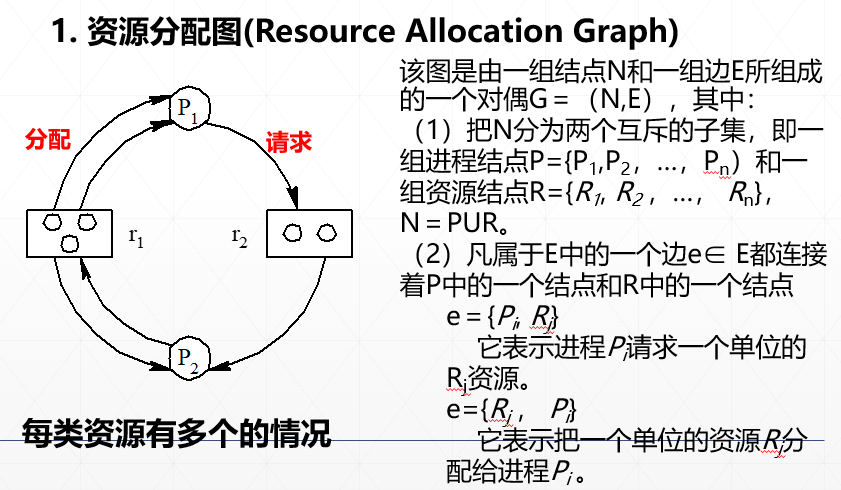 1. 资源分配图(Resource Allocation Graph)
P1
分配
请求
r1
r2
P2
每类资源有多个的情况
该图是由一组结点N和一组边E所组成
的一个对偶G＝（N,E），其中：
（1）把N分为两个互斥的子集，即一
组进程结点P={P1,P2，…，Pn）和一
组资源结点R={R1, R2，…， Rn}，
N＝PUR。
（2）凡属于E中的一个边e∈ E都连接
着P中的一个结点和R中的一个结点
e＝{Pi, Rj}
它表示进程Pi请求一个单位的
Rj资源。
e={Rj， Pi}
它表示把一个单位的资源Rj分
配给进程Pi。